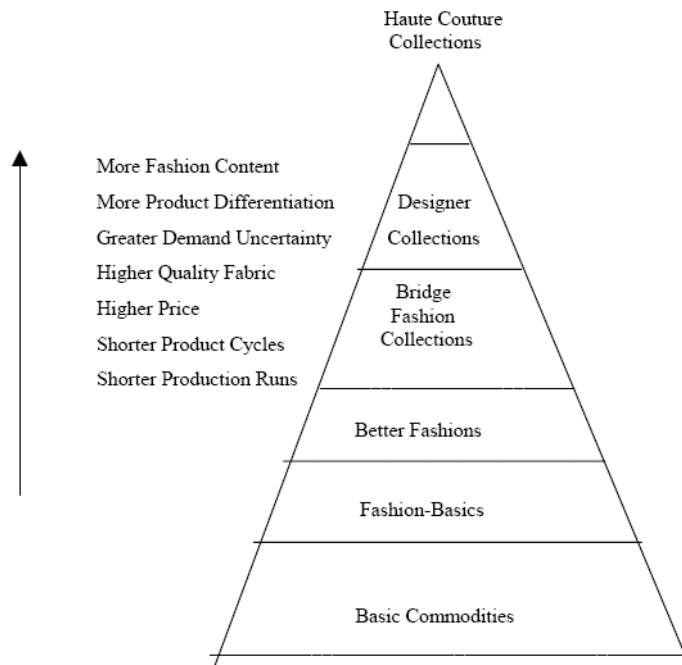 Haute Couture
Collections
More Fashion Content
More Product Differentiation
Greater Demand Uncertainty
Higher Quality Fabric
Higher Price
Shorter Product Cycles
Shorter Production Runs
Designer
Collections
Bridge
Fashion
Collections
Better Fashions
Fashion-Basics
Basic Commodities